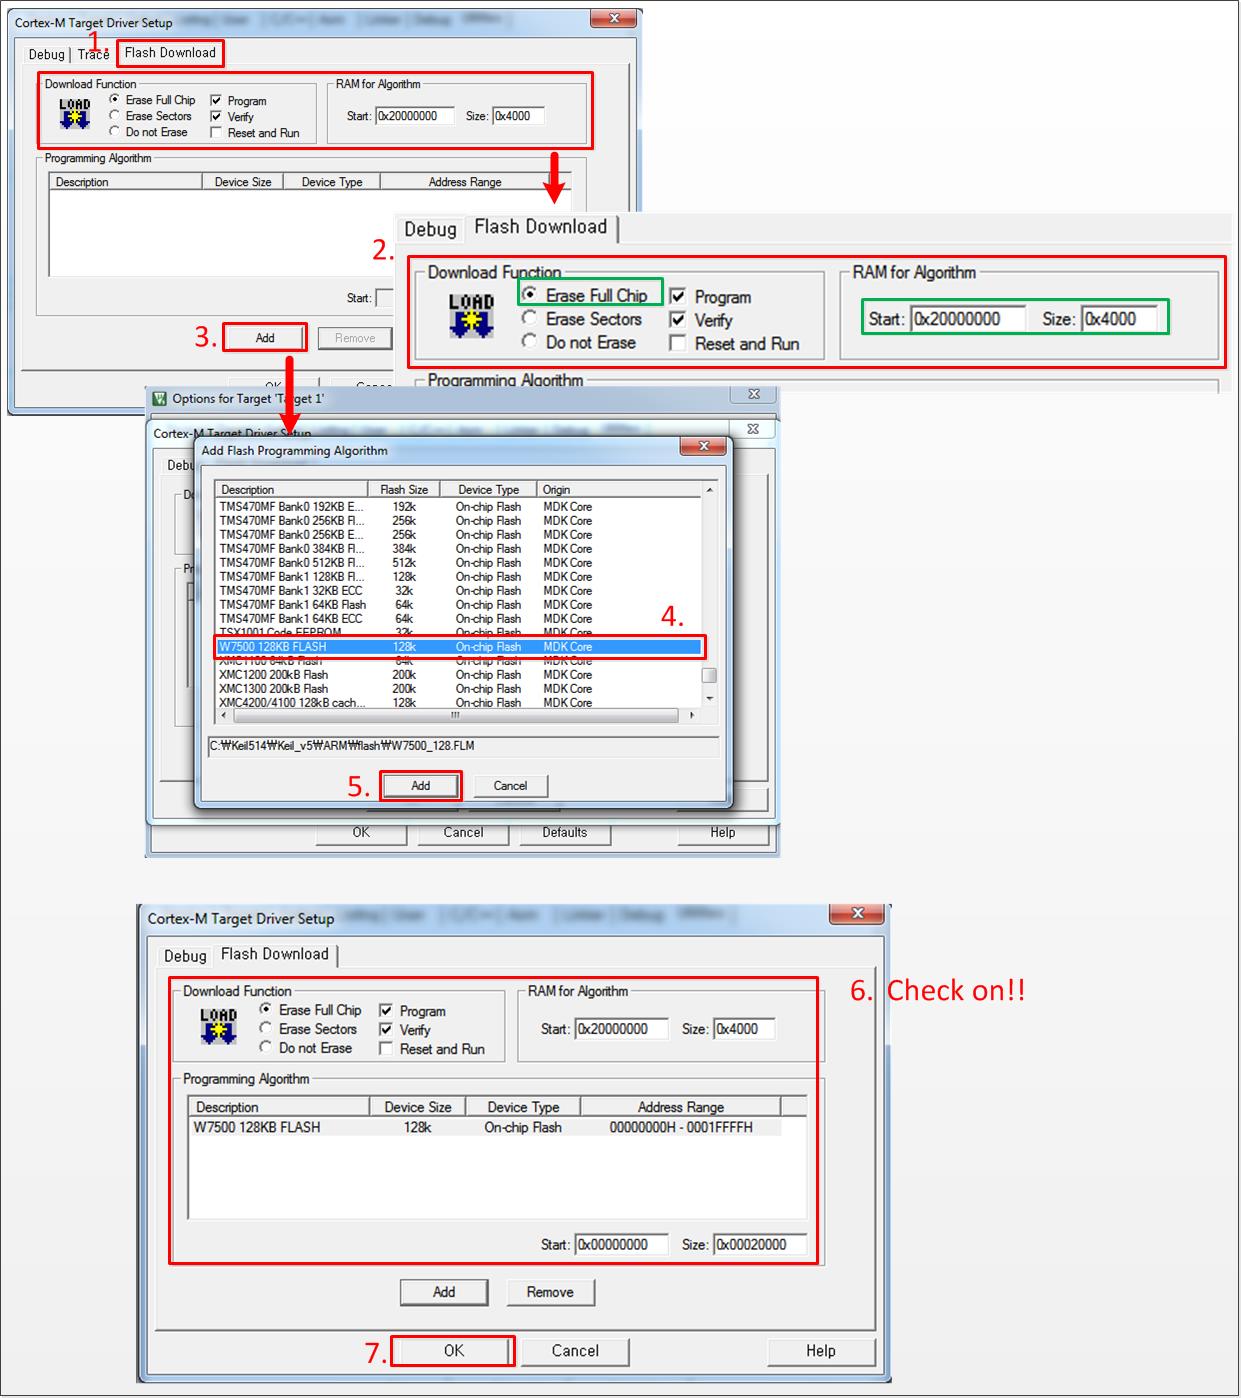 Cortex-M Target Driver Setup
1.
Debug | Trace Flash Download
Download Function
LOAD
Erase Full Chip
Erase Sectors
Do not Erase
Program
Verify
Reset and Run
RAM for Algorithm
Start: 0x20000000 Size: 0x4000
Programming Algorithm
Description Device Size Device Type Address Range
Start:
3. Add Remove
2.
Debug Flash Download
Download Function
LOAD
Erase Full Chip
Erase Sectors
Do not Erase
Program
Verify
Reset and Run
RAM for Algorithm
Start: 0x20000000 Size: 0x4000
Programming Algorithm
Options for Target 'Target 1'
Cortex-M Target Driver Setup
Add Flash Programming Algorithm
Description Flash Size Device Type Origin
TMS470MF Bank0 192KB E... 192k On-chip Flash MDK Core
TMS470MF Bank0 256KB Fl... 256k On-chip Flash MDK Core
TMS470MF Bank0 256KB E... 256k On-chip Flash MDK Core
TMS470MF Bank0 384KB Fl... 384k On-chip Flash MDK Core
TMS470MF Bank0 512KB Fl... 512k On-chip Flash MDK Core
TMS470MF Bank1 128KB Fl... 128k On-chip Flash MDK Core
TMS470MF Bank1 32KB ECC 32k On-chip Flash MDK Core
TMS470MF Bank1 64KB Flash 64k On-chip Flash MDK Core
TMS470MF Bank1 64KB ECC 64k On-chip Flash MDK Core
TSX1001 Code EEPROM 32k On-chip Flash MDK Core
4.
W7500 128KB FLASH 128k On-chip Flash MDK Core
XMC1100 64kB Flash 64k On-chip Flash MDK Core
XMC1200 200kB Flash 200k On-chip Flash MDK Core
XMC1300 200kB Flash 200k On-chip Flash MDK Core
XMC4200/4100 128kB cach... 128k On-chip Flash MDK Core
C:₩Keil514₩Keil_v5₩ARM₩flash₩W7500_128.FLM
5. Add Cancel
OK Cancel Defaults Help
Cortex-M Target Driver Setup
Debug Flash Download
6. Check on!!
Download Function
LOAD
Erase Full Chip
Erase Sectors
Do not Erase
Program
Verify
Reset and Run
RAM for Algorithm
Start: 0x20000000 Size: 0x4000
Programming Algorithm
Description Device Size Device Type Address Range
W7500 128KB FLASH 128k On-chip Flash 00000000H - 0001FFFFH
Start: 0x00000000 Size: 0x00020000
Add Remove
7. OK Cancel Help